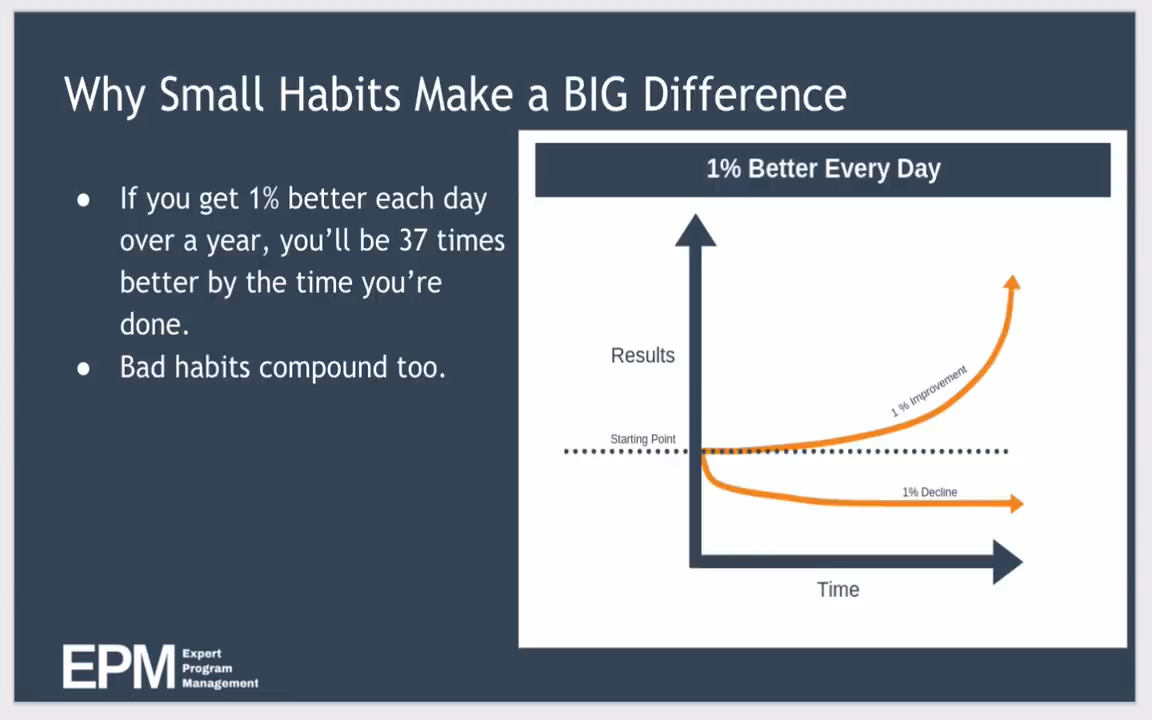 Why Small Habits Make a BIG Difference
● If you get 1% better each day
over a year, you’ll be 37 times
better by the time you’re
done.
● Bad habits compound too.
1% Better Every Day
Results
1 % Improvement
Starting Point
1% Decline
Time
EPM
Expert
Program
Management